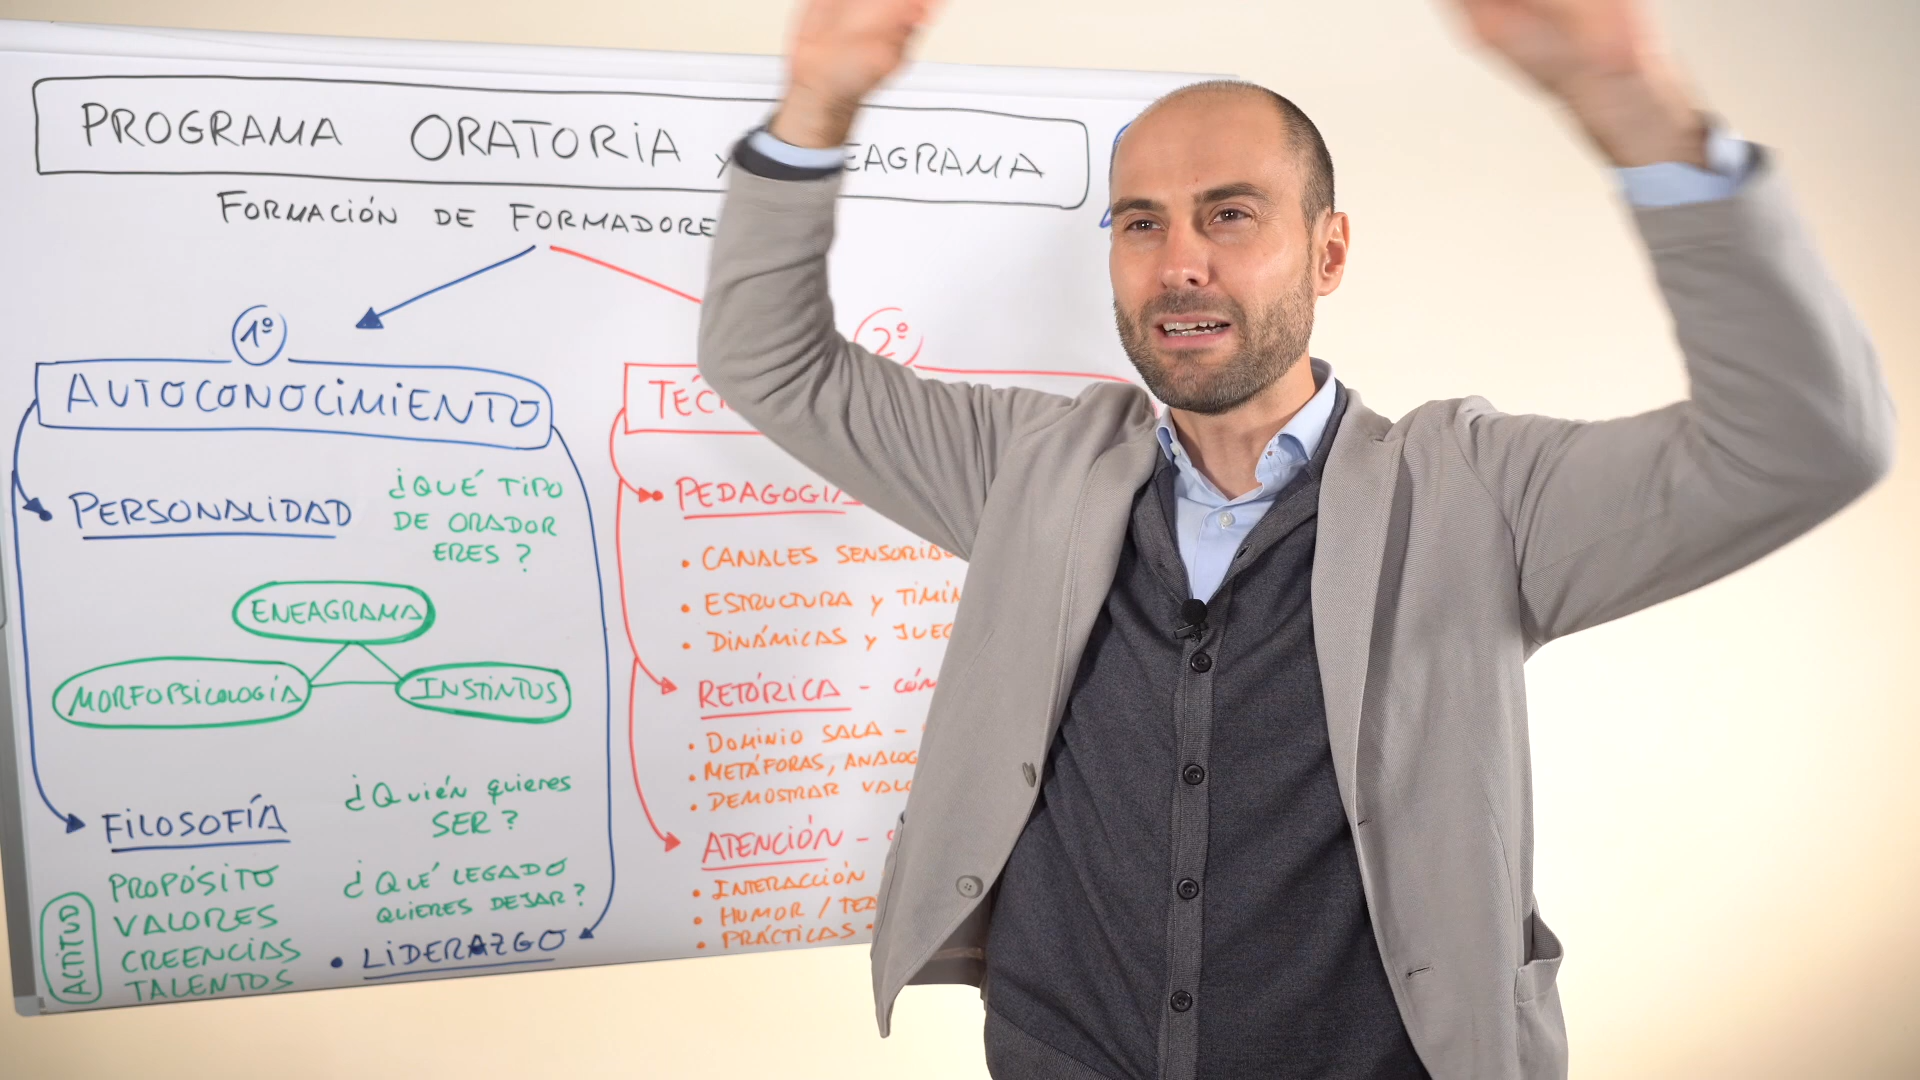 PROGRAMA ORATORIA y
FORMACIÓN DE FORMADORE
1º
2º
AUTOCONOCIMIENTO
PERSONALIDAD
¿QUÉ TIPO
DE ORADOR
ERES?
ENEAGRAMA
MORFOPSICOLOGÍA
INSTINTOS
FILOSOFÍA
¿Quién quieres
SER?
PROPÓSITO
VALORES
CREENCIAS
TALENTOS
ACTITUD
¿QUÉ LEGADO
QUIERES DEJAR?
• LIDERAZGO
PEDAGOGÍA
• CANALES
• ESTRUCTURA y
• DINÁMICAS y
RETÓRICA -
• DOMINIO SALA -
• METÁFORAS,
• DEMOSTRAR
ATENCIÓN -
• INTERACCIÓN
• HUMOR /
• PRÁCTICAS